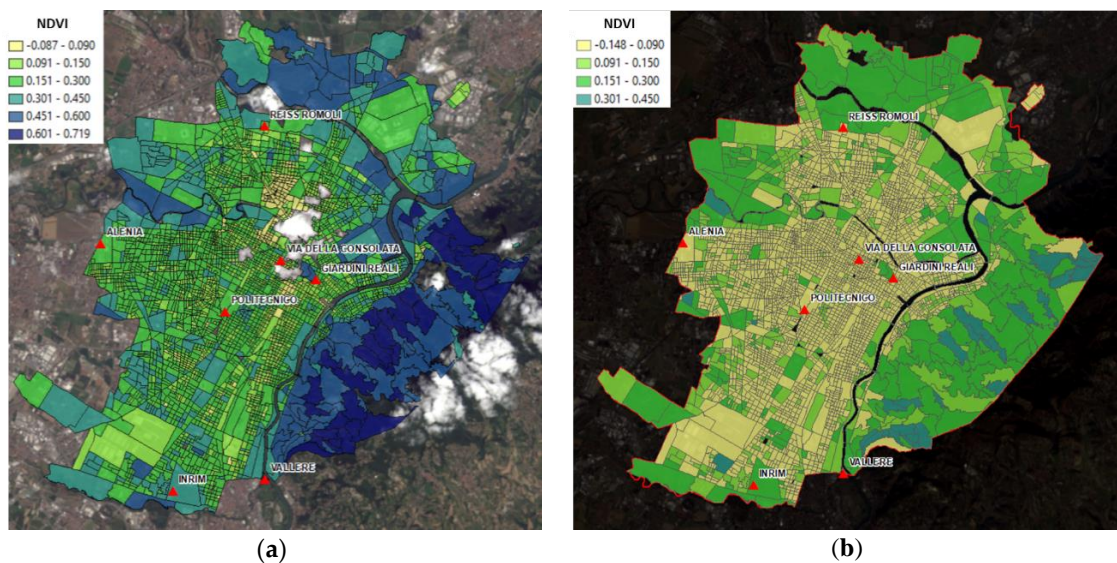 NDVI
-0.087 - 0.090
0.091 - 0.150
0.151 - 0.300
0.301 - 0.450
0.451 - 0.600
0.601 - 0.719
REISS ROMOLI
ALENIA
VIA DELLA CONSOLATA
GIARDINI REALI
POLITECNICO
VALLERE
INRIM
(a)
NDVI
-0.148 - 0.090
0.091 - 0.150
0.151 - 0.300
0.301 - 0.450
REISS ROMOLI
ALENIA
VIA DELLA CONSOLATA
GIARDINI REALI
POLITECNICO
VALLERE
INRIM
(b)